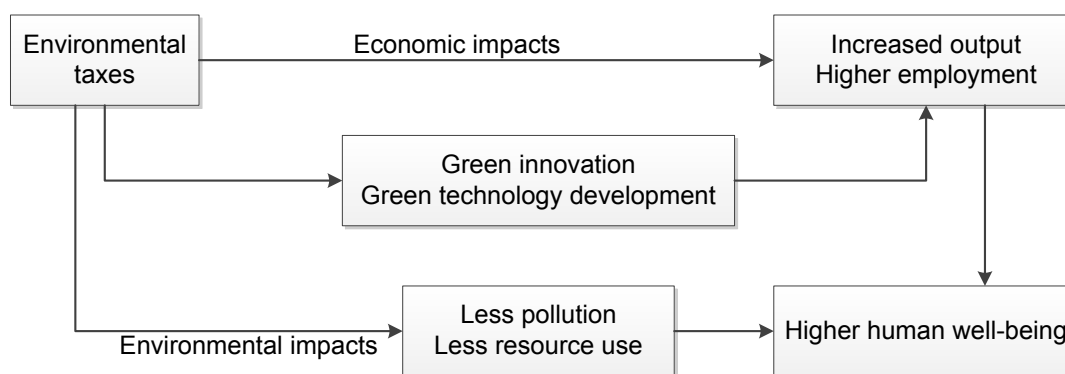 Environmental
taxes
Economic impacts
Increased output
Higher employment
Green innovation
Green technology development
Less pollution
Less resource use
Environmental impacts
Higher human well-being